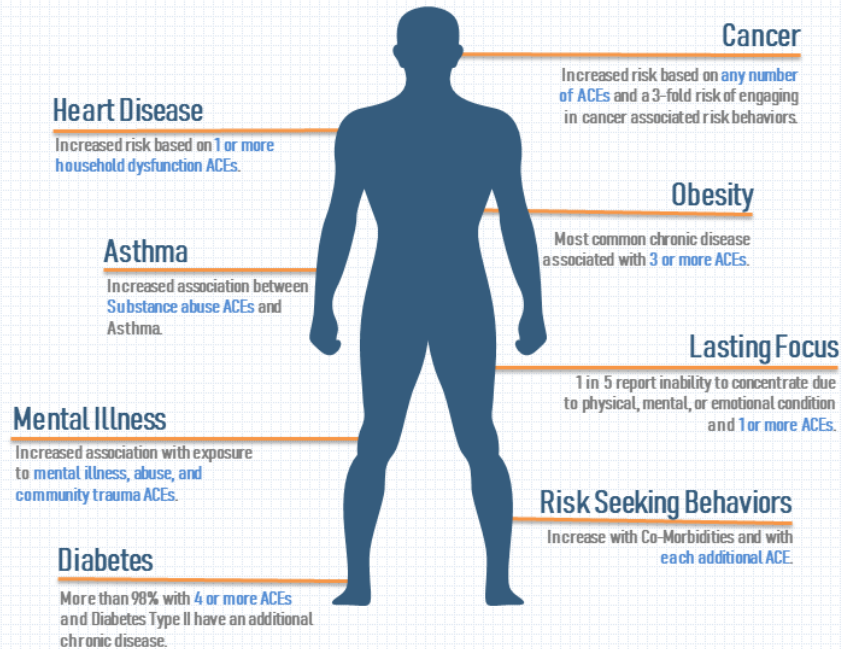 Cancer
Increased risk based on any number
of ACEs and a 3-fold risk of engaging
in cancer associated risk behaviors.
Heart Disease
Increased risk based on 1 or more
household dysfunction ACEs.
Obesity
Most common chronic disease
associated with 3 or more ACEs.
Asthma
Increased association between
Substance abuse ACEs and
Asthma.
Lasting Focus
1 in 5 report inability to concentrate due
to physical, mental, or emotional condition
and 1 or more ACEs.
Mental Illness
Increased association with exposure
to mental illness, abuse, and
community trauma ACEs.
Risk Seeking Behaviors
Increase with Co-Morbidities and with
each additional ACE.
Diabetes
More than 98% with 4 or more ACEs
and Diabetes Type II have an additional
chronic disease.